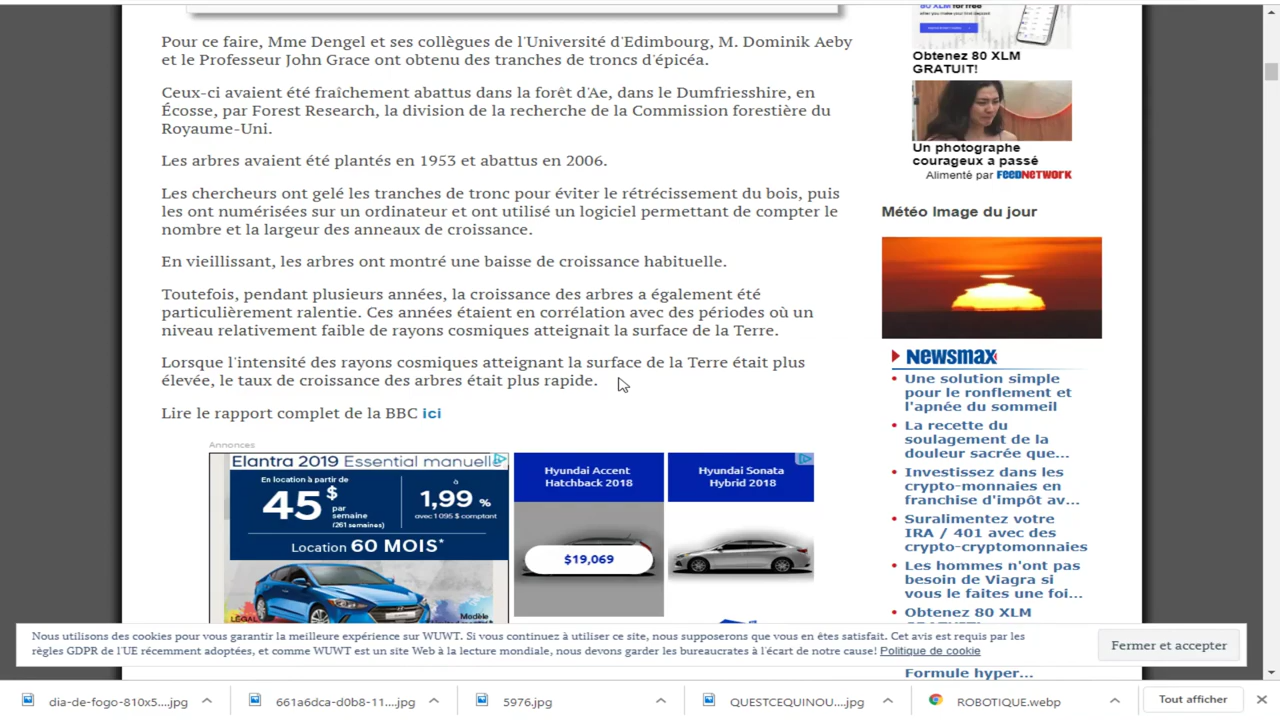 Pour ce faire, Mme Dengel et ses collègues de l'Université d'Edimbourg, M. Dominik Aeby
et le Professeur John Grace ont obtenu des tranches de troncs d'épicéa.
Ceux-ci avaient été fraîchement abattus dans la forêt d'Ae, dans le Dumfriesshire, en
Écosse, par Forest Research, la division de la recherche de la Commission forestière du
Royaume-Uni.
Les arbres avaient été plantés en 1953 et abattus en 2006.
Les chercheurs ont gelé les tranches de tronc pour éviter le rétrécissement du bois, puis
les ont numérisées sur un ordinateur et ont utilisé un logiciel permettant de compter le
nombre et la largeur des anneaux de croissance.
En vieillissant, les arbres ont montré une baisse de croissance habituelle.
Toutefois, pendant plusieurs années, la croissance des arbres a également été
particulièrement ralentie. Ces années étaient en corrélation avec des périodes où un
niveau relativement faible de rayons cosmiques atteignait la surface de la Terre.
Lorsque l'intensité des rayons cosmiques atteignant la surface de la Terre était plus
élevée, le taux de croissance des arbres était plus rapide.
Lire le rapport complet de la BBC ici
Annonces
Elantra 2019 Essential manuelle
En location à partir de
45 $
par
semaine
(261 semaines)
à
1,99 %
avec 1 095 $ comptant
Location 60 MOIS*
LÉGAL
Modèle
Hyundai Accent
Hatchback 2018
$19,069
Hyundai Sonata
Hybrid 2018
80 XLM for free
Obtenez 80 XLM
GRATUIT!
Un photographe
courageux a passé
Alimenté par FEEDNETWORK
Météo Image du jour
Newsmax
• Une solution simple
pour le ronflement et
l'apnée du sommeil
• La recette du
soulagement de la
douleur sacrée que...
• Investissez dans les
crypto-monnaies en
franchise d'impôt av...
• Suralimentez votre
IRA / 401 avec des
crypto-cryptomonnaies
• Les hommes n'ont pas
besoin de Viagra si
vous le faites une foi...
• Obtenez 80 XLM
Formule hyper...
Nous utilisons des cookies pour vous garantir la meilleure expérience sur WUWT. Si vous continuez à utiliser ce site, nous supposerons que vous en êtes satisfait. Cet avis est requis par les
règles GDPR de l'UE récemment adoptées, et comme WUWT est un site Web à la lecture mondiale, nous devons garder les bureaucrates à l'écart de notre cause! Politique de cookie
Fermer et accepter
dia-de-fogo-810x5....jpg
661a6dca-d0b8-11....jpg
5976.jpg
QUESTCEQUINOU....jpg
ROBOTIQUE.webp
Tout afficher